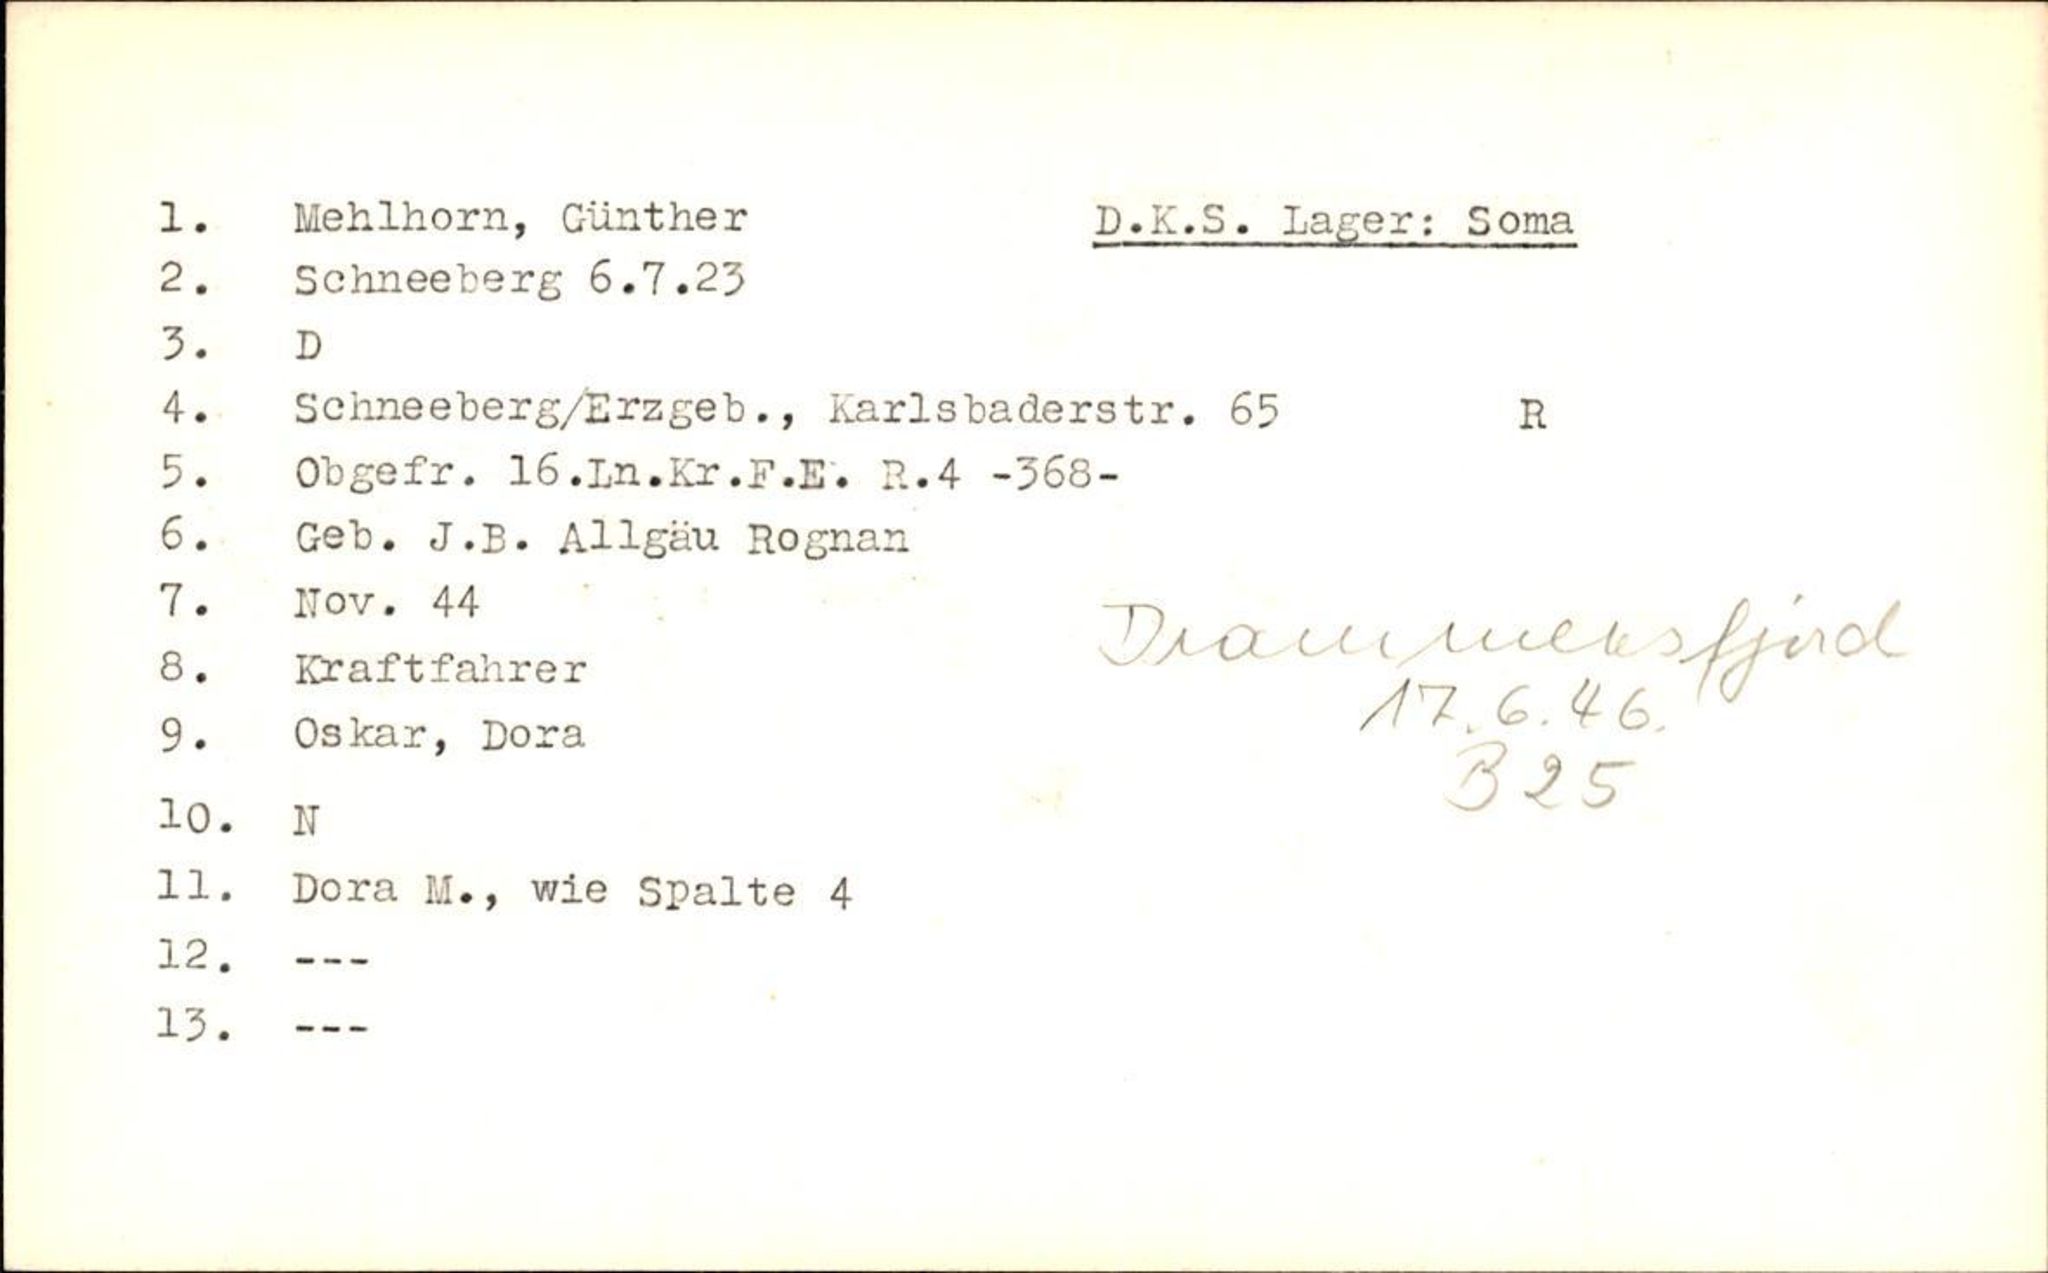 1. Mehlhorn, Günther D.K.S. Lager: Soma
2. Schneeberg 6.7.23
3. D
4. Schneeberg/Erzgeb., Karlsbaderstr. 65 R
5. Obgefr. 16.Ln.Kr.F.E. R.4 -368-
6. Geb. J.B. Allgäu Rognan
7. Nov. 44
8. Kraftfahrer
9. Oskar, Dora
10. N
11. Dora M., wie Spalte 4
12. ---
13. ---
Drammensfjord
17.6.46.
B 25